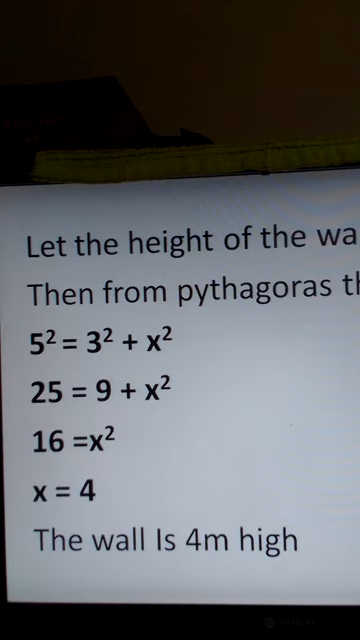 Let the height of the wa
Then from pythagoras th
5² = 3² + x²
25 = 9 + x²
16 =x²
x = 4
The wall Is 4m high